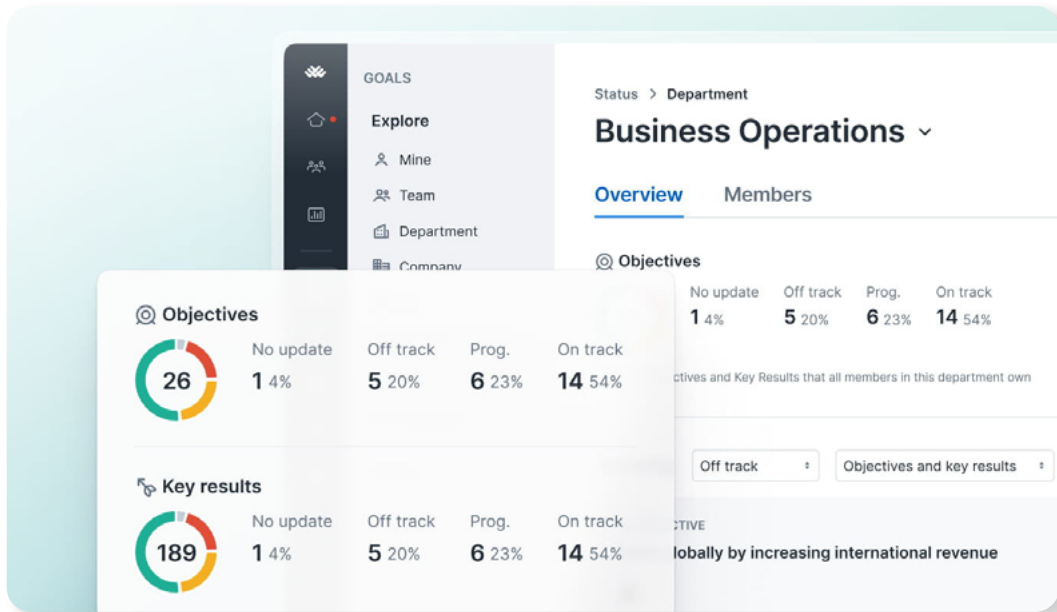 GOALS
Explore
Mine
Team
Department
Company
Status > Department
Business Operations
Overview Members
Objectives
No update Off track Prog. On track
1 4% 5 20% 6 23% 14 54%
and Key Results that all members in this department own
Off track Objectives and key results
by increasing international revenue
Objectives
No update Off track Prog. On track
26 1 4% 5 20% 6 23% 14 54%
Key results
No update Off track Prog. On track
189 1 4% 5 20% 6 23% 14 54%